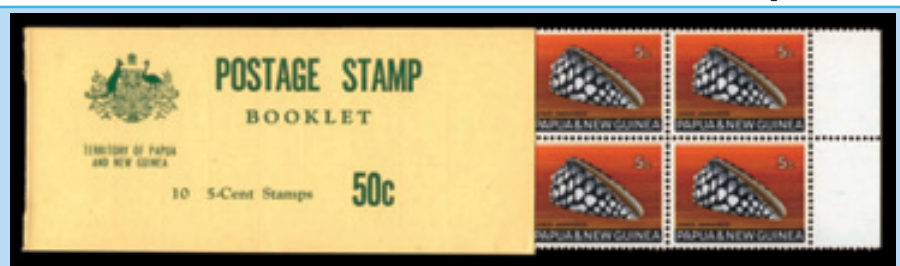 POSTAGE STAMP
BOOKLET
TERRITORY OF PAPUA
AND NEW GUINEA
10 5-Cent Stamps 50c
5c
5c
PAPUA & NEW GUINEA
PAPUA & NEW GUINEA
5c
5c
PAPUA & NEW GUINEA
PAPUA & NEW GUINEA